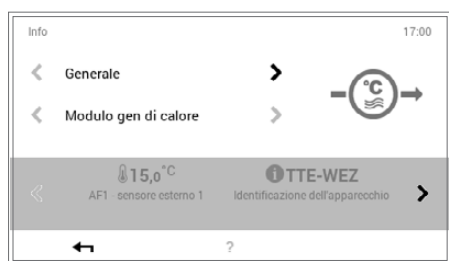 Info 17:00
Generale
°C
Modulo gen di calore
15,0°C TTE-WEZ
AF1 - sensore esterno 1 Identificazione dell'apparecchio
?